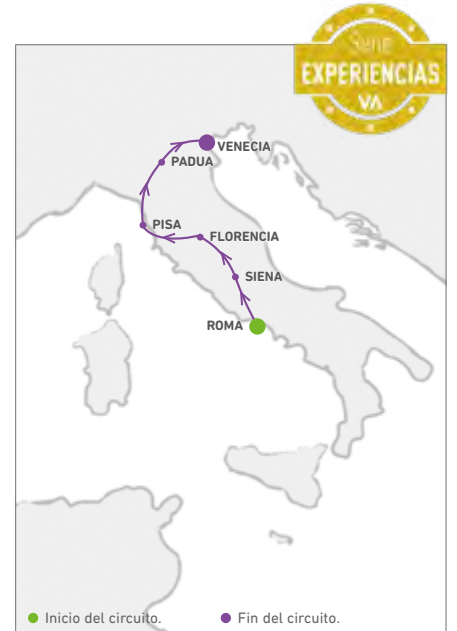 Serie
EXPERIENCIAS
VA
VENECIA
PADUA
PISA
FLORENCIA
SIENA
ROMA
Inicio del circuito.
Fin del circuito.